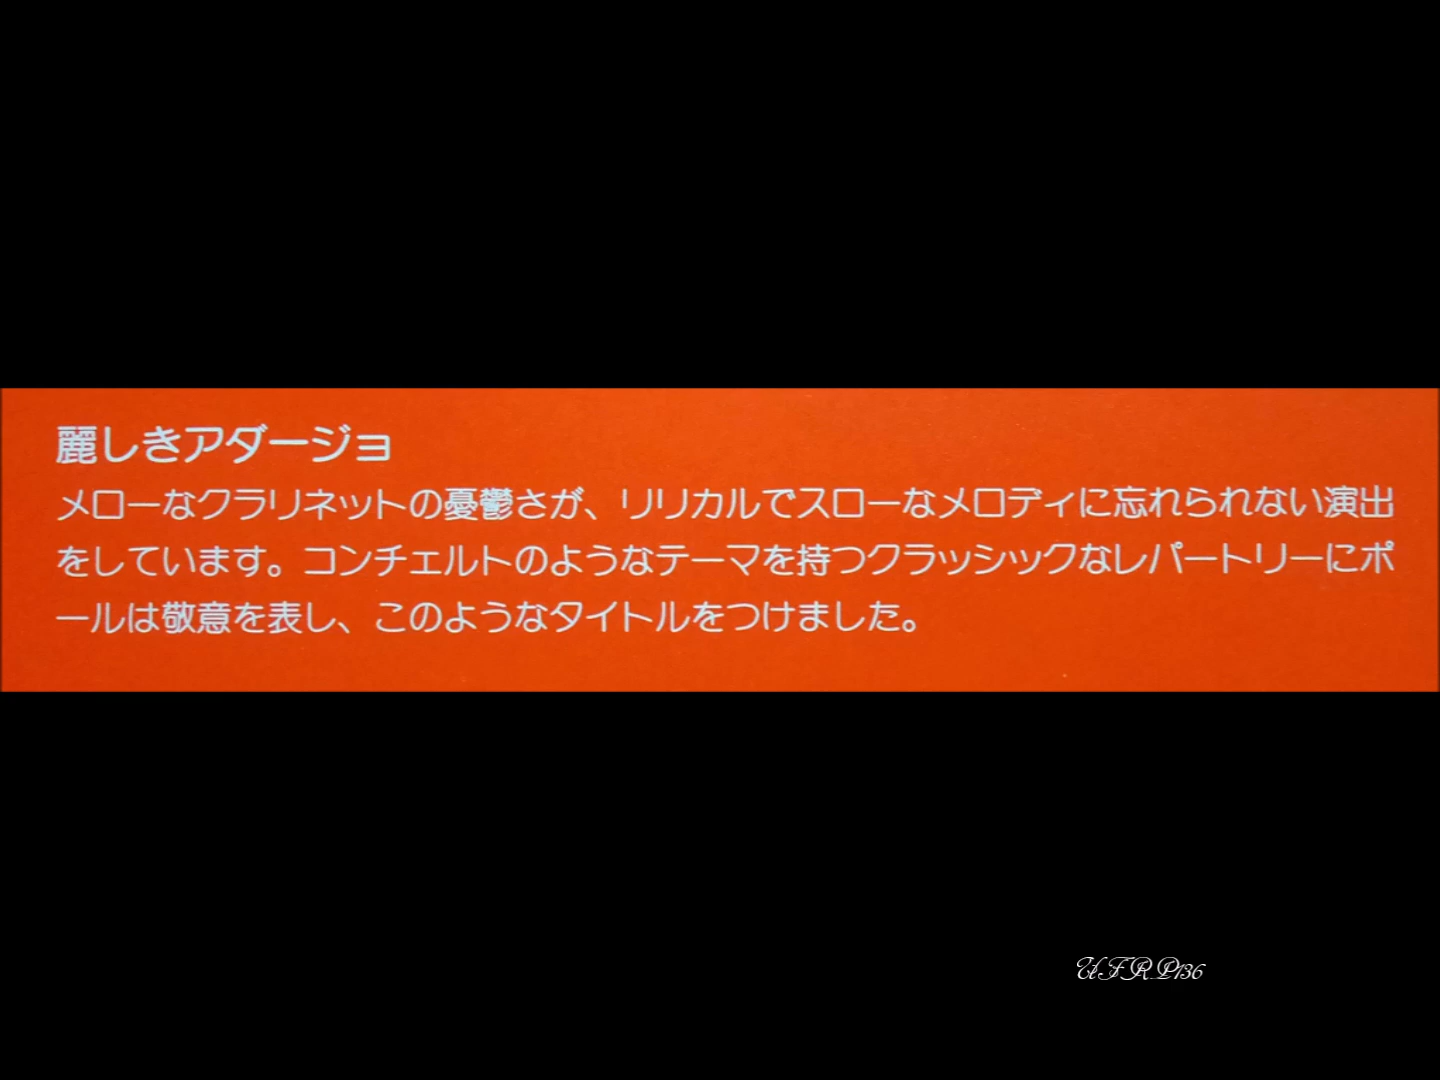 麗しきアダージョ
メローなクラリネットの憂鬱さが、リリカルでスローなメロディに忘れられない演出
をしています。コンチェルトのようなテーマを持つクラッシックなレパートリーにポ
ールは敬意を表し、このようなタイトルをつけました。
U.F.R.P136